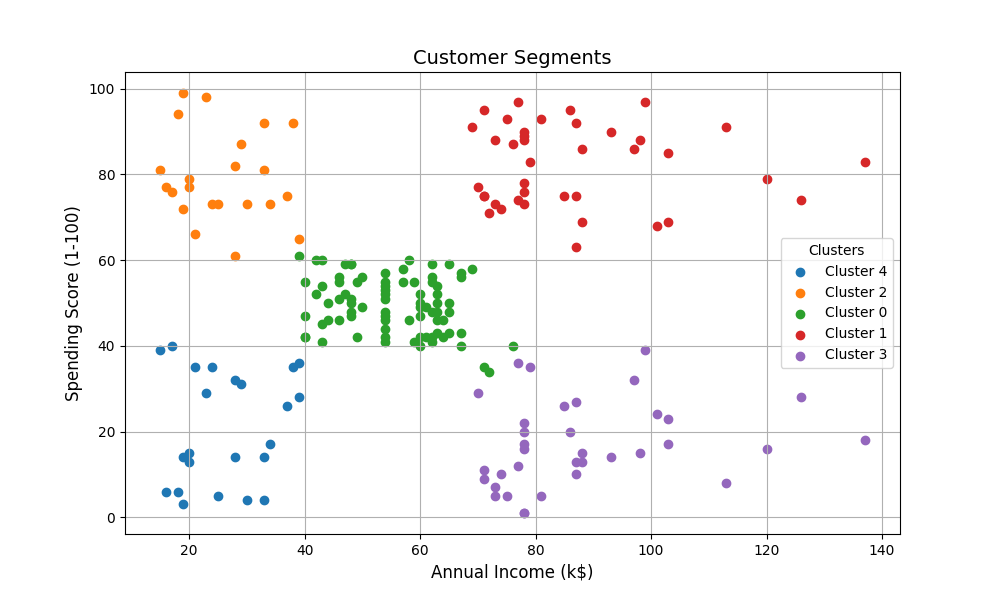 Customer Segments
100
80
60
40
20
0
Spending Score (1-100)
20 40 60 80 100 120 140
Annual Income (k$)
Clusters
Cluster 4
Cluster 2
Cluster 0
Cluster 1
Cluster 3